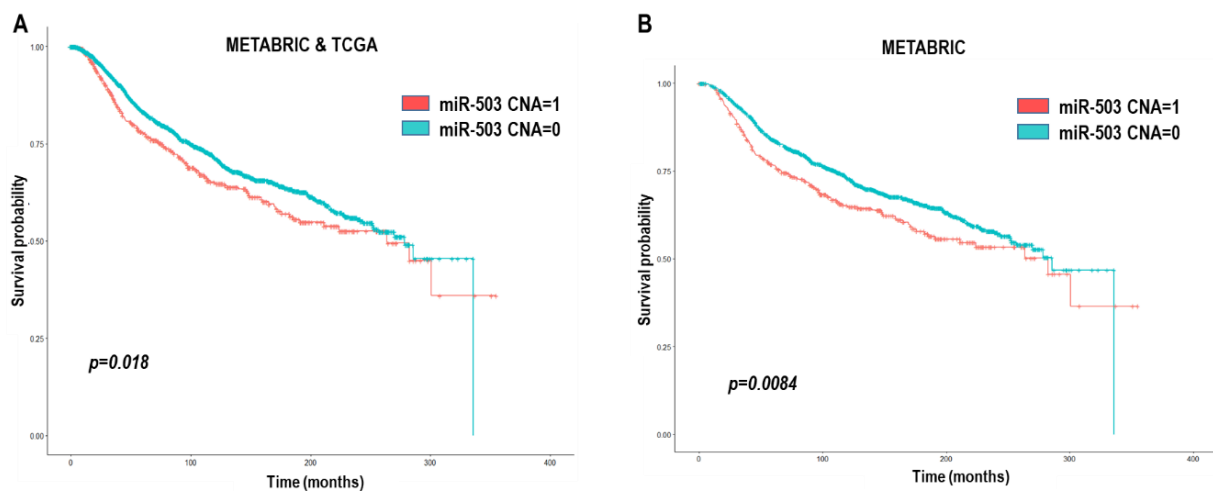 A
METABRIC & TCGA
miR-503 CNA=1
miR-503 CNA=0
Survival probability
1.00
0.75
0.50
0.25
0.00
p=0.018
0
100
200
300
400
Time (months)
B
METABRIC
miR-503 CNA=1
miR-503 CNA=0
Survival probability
1.00
0.75
0.50
0.25
0.00
p=0.0084
0
100
200
300
400
Time (months)